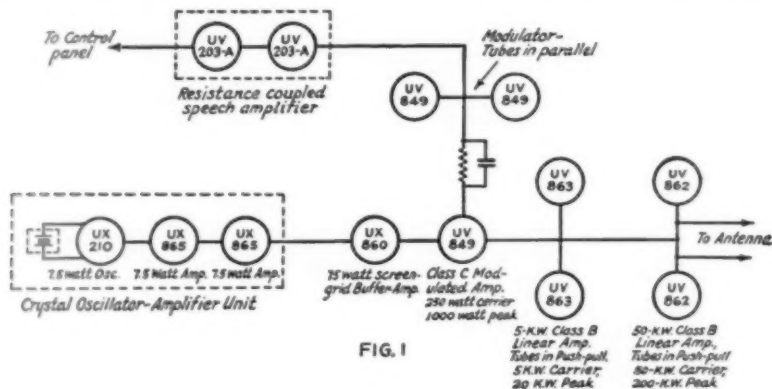 To Control
panel
UV
203-A
UV
203-A
Resistance coupled
speech amplifier
Modulator-
Tubes in parallel
UV
849
UV
849
UX
210
UX
865
UX
865
UX
860
UV
849
UV
863
UV
863
UV
862
UV
862
To Antenna
7.5 watt Osc.
7.5 Watt Amp.
7.5 watt Amp.
Crystal Oscillator-Amplifier Unit
75 watt screen-
grid Buffer Amp.
Class C Mod-
ulated Amp.
250 watt carrier
1000 watt peak
5-K.W. Class B
Linear Amp.
Tubes in Push-pull
5 K.W. Carrier,
20 K.W. Peak
50-K.W. Class B
Linear Amp.,
Tubes in Push-pull
50-K.W. Carrier,
200-K.W. Peak
FIG. 1